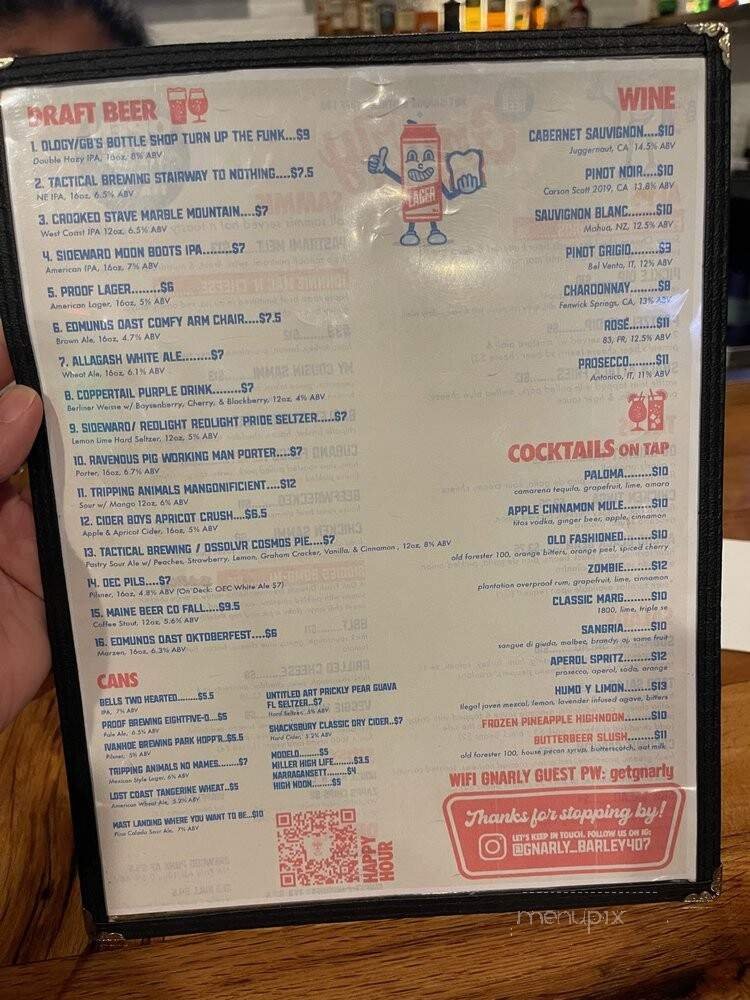 DRAFT BEER
1. OLOGY/GB'S BOTTLE SHOP TURN UP THE FUNK...$9
Double Hazy IPA, 16oz, 8% ABV
2. TACTICAL BREWING STAIRWAY TO NOTHING....$7.5
NE IPA, 16oz, 6.5% ABV
3. CROOKED STAVE MARBLE MOUNTAIN....$7
West Coast IPA 12oz, 6.5% ABV
4. SIDEWARD MOON BOOTS IPA........$7
American IPA, 16oz, 7% ABV
5. PROOF LAGER.......$6
American Lager, 16oz, 5% ABV
6. EDMUNDS OAST COMFY ARM CHAIR....$7.5
Brown Ale, 16oz, 4.7% ABV
7. ALLAGASH WHITE ALE.......$7
Wheat Ale, 16oz, 6.1% ABV
8. COPPERTAIL PURPLE DRINK.......$7
Berliner Weisse w/ Boysenberry, Cherry, & Blackberry, 12oz, 4% ABV
9. SIDEWARD/ REDLIGHT REDLIGHT PRIDE SELTZER....$7
Lemon Lime Hard Seltzer, 12oz, 5% ABV
10. RAVENOUS PIG WORKING MAN PORTER....$7
Porter, 16oz, 6.7% ABV
11. TRIPPING ANIMALS MANGONIFICIENT....$12
Sour w/ Mango 12oz, 6% ABV
12. CIDER BOYS APRICOT CRUSH....$6.5
Apple & Apricot Cider, 16oz, 5% ABV
13. TACTICAL BREWING / OSSOLVR COSMOS PIE....$7
Pastry Sour Ale w/ Peaches, Strawberry, Lemon, Graham Cracker, Vanilla, & Cinnamon , 12oz, 8% ABV
14. OEC PILS....$7
Pilsner, 16oz, 4.8% ABV (On Deck: OEC White Ale $7)
15. MAINE BEER CO FALL....$9.5
Coffee Stout, 12oz, 5.6% ABV
16. EDMUNDS OAST OKTOBERFEST....$6
Marzen, 16oz, 6.3% ABV
CANS
BELLS TWO HEARTED.......$5.5
IPA, 7% ABV
PROOF BREWING EIGHTFIVE-O...$5
Pale Ale, 6.5% ABV
IVANHOE BREWING PARK HOPP'R..$5.5
Pilsner, 5% ABV
TRIPPING ANIMALS NO NAMES.......$7
Mexican Style Lager, 6% ABV
LOST COAST TANGERINE WHEAT..$5
American Wheat Ale, 5.2% ABV
MAST LANDING WHERE YOU WANT TO BE...$10
Pina Colada Sour Ale, 7% ABV
UNTITLED ART PRICKLY PEAR GUAVA
FL SELTZER..$7
Hard Seltzer, 5% ABV
SHACKSBURY CLASSIC DRY CIDER..$7
Hard Cider, 5.2% ABV
MODELO.......$5
MILLER HIGH LIFE.......$3.5
NARRAGANSETT.......$4
HIGH NOON.......$5
HAPPY
HOUR
LAGER
WINE
CABERNET SAUVIGNON....$10
Juggernaut, CA 14.5% ABV
PINOT NOIR....$10
Carson Scott 2019, CA 13.8% ABV
SAUVIGNON BLANC....$10
Mohua, NZ, 12.5% ABV
PINOT GRIGIO....$9
Bel Vento, IT, 12% ABV
CHARDONNAY....$8
Fenwick Springs, CA, 13% ABV
ROSÉ....$11
83, FR, 12.5% ABV
PROSECCO....$11
Antonico, IT, 11% ABV
COCKTAILS ON TAP
PALOMA.......$10
camarena tequila, grapefruit, lime, amaro
APPLE CINNAMON MULE.......$10
titos vodka, ginger beer, apple, cinnamon
OLD FASHIONED.......$10
old forester 100, orange bitters, orange peel, spiced cherry
ZOMBIE.......$12
plantation overproof rum, grapefruit, lime, cinnamon
CLASSIC MARG.......$10
1800, lime, triple se
SANGRIA.......$10
sangue di giuda, malbec, brandy, oj, some fruit
APEROL SPRITZ.......$12
prosecco, aperol, soda, orange
HUMO Y LIMON.......$13
Ilegal joven mezcal, lemon, lavender infused agave, bitters
FROZEN PINEAPPLE HIGHNOON.......$10
BUTTERBEER SLUSH.......$11
old forester 100, house pecan syrup, butterscotch, oat milk
WIFI GNARLY GUEST PW: getgnarly
Thanks for stopping by!
LET'S KEEP IN TOUCH. FOLLOW US ON IG:
@GNARLY_BARLEY407
menupix